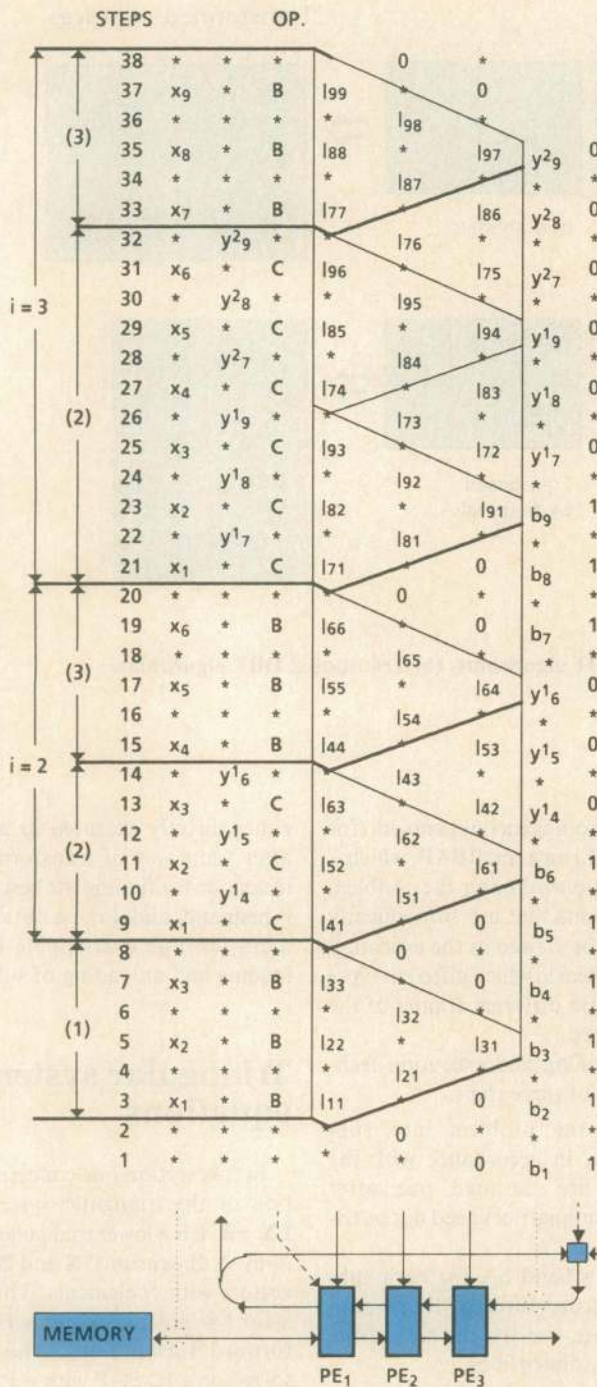 STEPS OP.
38 * * * 0 *
37 x₉ * B l₉₉ * 0
36 * * * * l₉₈ *
(3)
35 x₈ * B l₈₈ * l₉₇ y²₉ 0
34 * * * * l₈₇ * * *
33 x₇ * B l₇₇ * l₈₆ y²₈ 0
32 * y²₉ * * l₇₆ * * *
31 x₆ * C l₉₆ * l₇₅ y²₇ 0
i = 3
30 * y²₈ * * l₉₅ * * *
29 x₅ * C l₈₅ * l₉₄ y¹₉ 0
28 * y²₇ * * l₈₄ * * *
27 x₄ * C l₇₄ * l₈₃ y¹₈ 0
(2)
26 * y¹₉ * * l₇₃ * * *
25 x₃ * C l₉₃ * l₇₂ y¹₇ 0
24 * y¹₈ * * l₉₂ * * *
23 x₂ * C l₈₂ * l₉₁ b₉ 1
22 * y¹₇ * * l₈₁ * * *
21 x₁ * C l₇₁ * 0 b₈ 1
20 * * * * 0 * * *
19 x₆ * B l₆₆ * 0 b₇ 1
18 * * * * l₆₅ * * *
(3)
17 x₅ * B l₅₅ * l₆₄ y¹₆ 0
16 * * * * l₅₄ * * *
15 x₄ * B l₄₄ * l₅₃ y¹₅ 0
i = 2
14 * y¹₆ * * l₄₃ * * *
13 x₃ * C l₆₃ * l₄₂ y¹₄ 0
12 * y¹₅ * * l₆₂ * * *
(2)
11 x₂ * C l₅₂ * l₆₁ b₆ 1
10 * y¹₄ * * l₅₁ * * *
9 x₁ * C l₄₁ * 0 b₅ 1
8 * * * * 0 * * *
7 x₃ * B l₃₃ * 0 b₄ 1
6 * * * * l₃₂ * * *
(1)
5 x₂ * B l₂₂ * l₃₁ b₃ 1
4 * * * * l₂₁ * * *
3 x₁ * B l₁₁ * 0 b₂ 1
2 * * * * 0 * * *
1 * * * * * 0 b₁ 1
MEMORY
PE₁ PE₂ PE₃